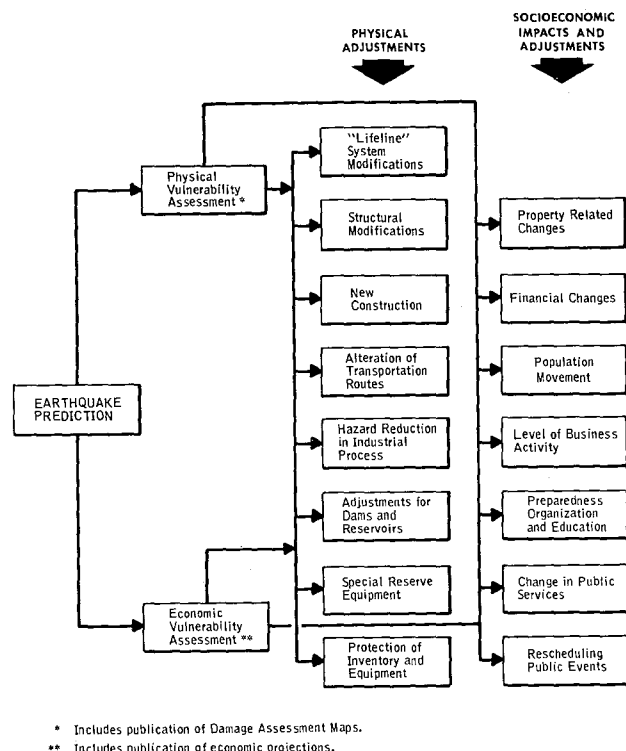 PHYSICAL
ADJUSTMENTS
SOCIOECONOMIC
IMPACTS AND
ADJUSTMENTS
EARTHQUAKE
PREDICTION
Physical
Vulnerability
Assessment *
Economic
Vulnerability
Assessment **
"Lifeline"
System
Modifications
Structural
Modifications
New
Construction
Alteration of
Transportation
Routes
Hazard Reduction
in Industrial
Process
Adjustments for
Dams and
Reservoirs
Special Reserve
Equipment
Protection of
Inventory and
Equipment
Property Related
Changes
Financial Changes
Population
Movement
Level of Business
Activity
Preparedness
Organization
and Education
Change in Public
Services
Rescheduling
Public Events
* Includes publication of Damage Assessment Maps.
** Includes publication of economic projections.